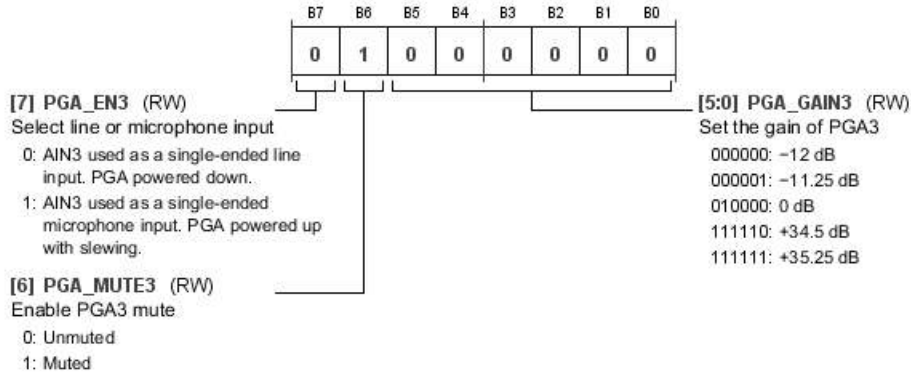 B7 B6 B5 B4 B3 B2 B1 B0
0 1 0 0 0 0 0 0
[7] PGA_EN3 (RW)
Select line or microphone input
0: AIN3 used as a single-ended line
input. PGA powered down.
1: AIN3 used as a single-ended
microphone input. PGA powered up
with slewing.
[6] PGA_MUTE3 (RW)
Enable PGA3 mute
0: Unmuted
1: Muted
[5:0] PGA_GAIN3 (RW)
Set the gain of PGA3
000000: −12 dB
000001: −11.25 dB
010000: 0 dB
111110: +34.5 dB
111111: +35.25 dB